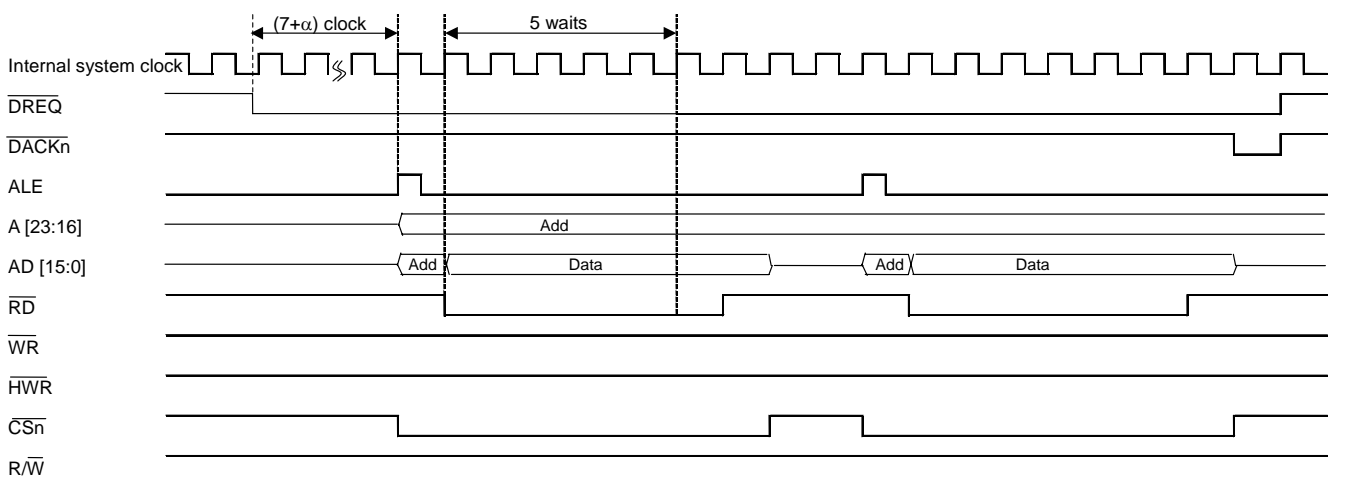 (7+α) clock
5 waits
Internal system clock
DREQ
DACKn
ALE
A [23:16]
Add
AD [15:0]
Add
Data
Add
Data
RD
WR
HWR
CSn
R/W